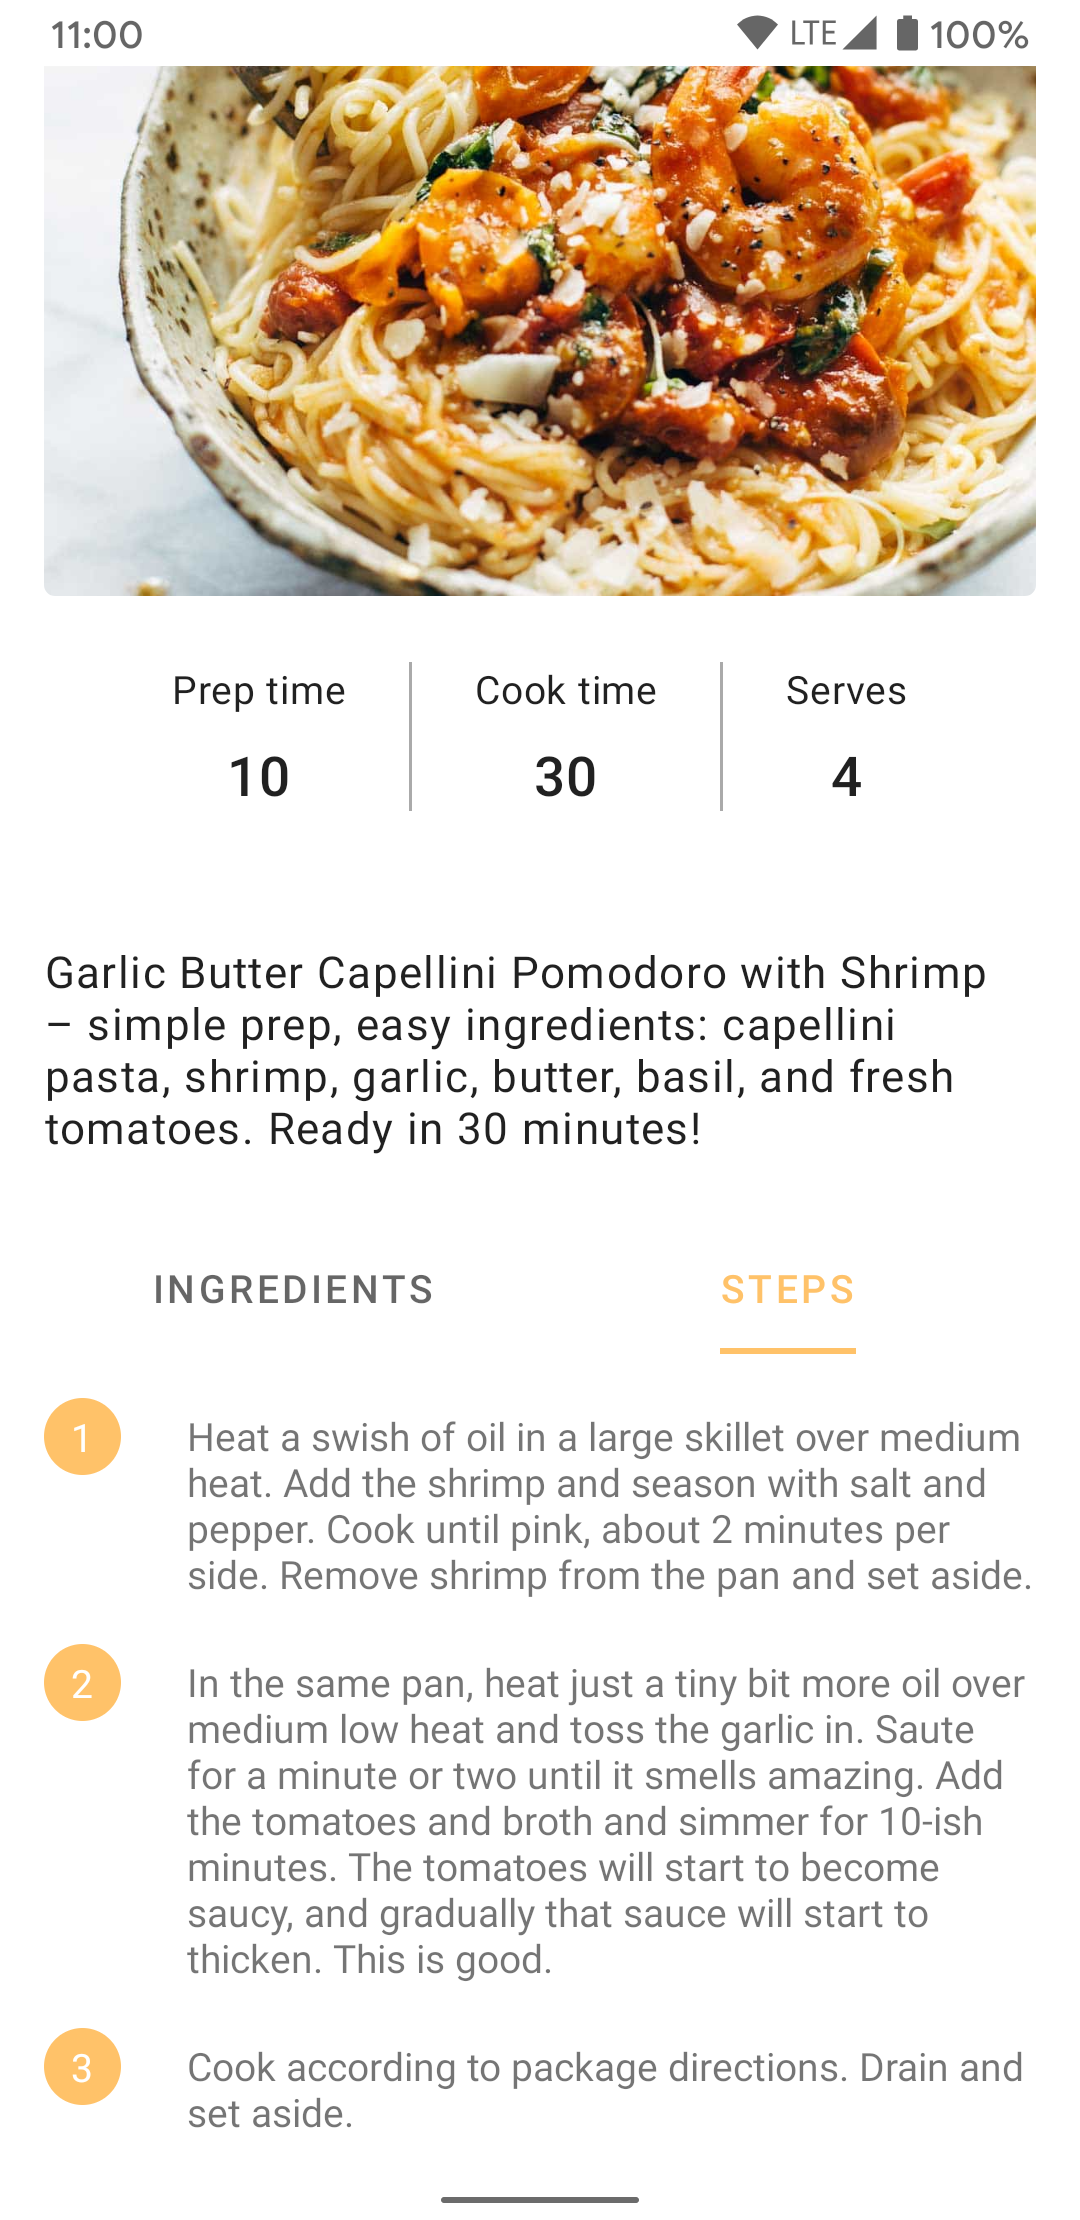 11:00 LTE 100%
Prep time Cook time Serves
10 30 4
Garlic Butter Capellini Pomodoro with Shrimp
– simple prep, easy ingredients: capellini
pasta, shrimp, garlic, butter, basil, and fresh
tomatoes. Ready in 30 minutes!
INGREDIENTS STEPS
1 Heat a swish of oil in a large skillet over medium
heat. Add the shrimp and season with salt and
pepper. Cook until pink, about 2 minutes per
side. Remove shrimp from the pan and set aside.
2 In the same pan, heat just a tiny bit more oil over
medium low heat and toss the garlic in. Saute
for a minute or two until it smells amazing. Add
the tomatoes and broth and simmer for 10-ish
minutes. The tomatoes will start to become
saucy, and gradually that sauce will start to
thicken. This is good.
3 Cook according to package directions. Drain and
set aside.